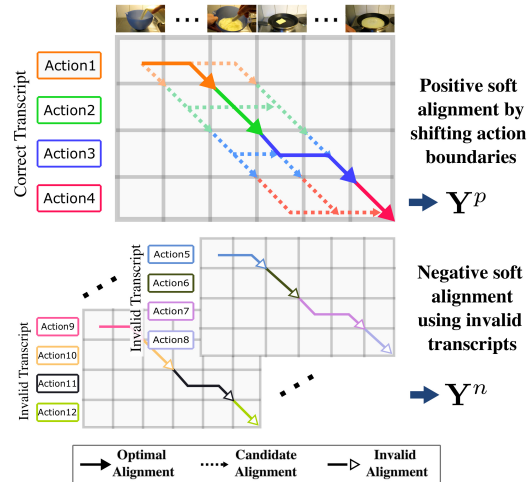 Correct Transcript
Action1
Action2
Action3
Action4
Positive soft
alignment by
shifting action
boundaries
Y^p
Invalid Transcript
Action5
Action6
Action7
Action8
Invalid Transcript
Action9
Action10
Action11
Action12
Negative soft
alignment
using invalid
transcripts
Y^n
Optimal
Alignment
Candidate
Alignment
Invalid
Alignment